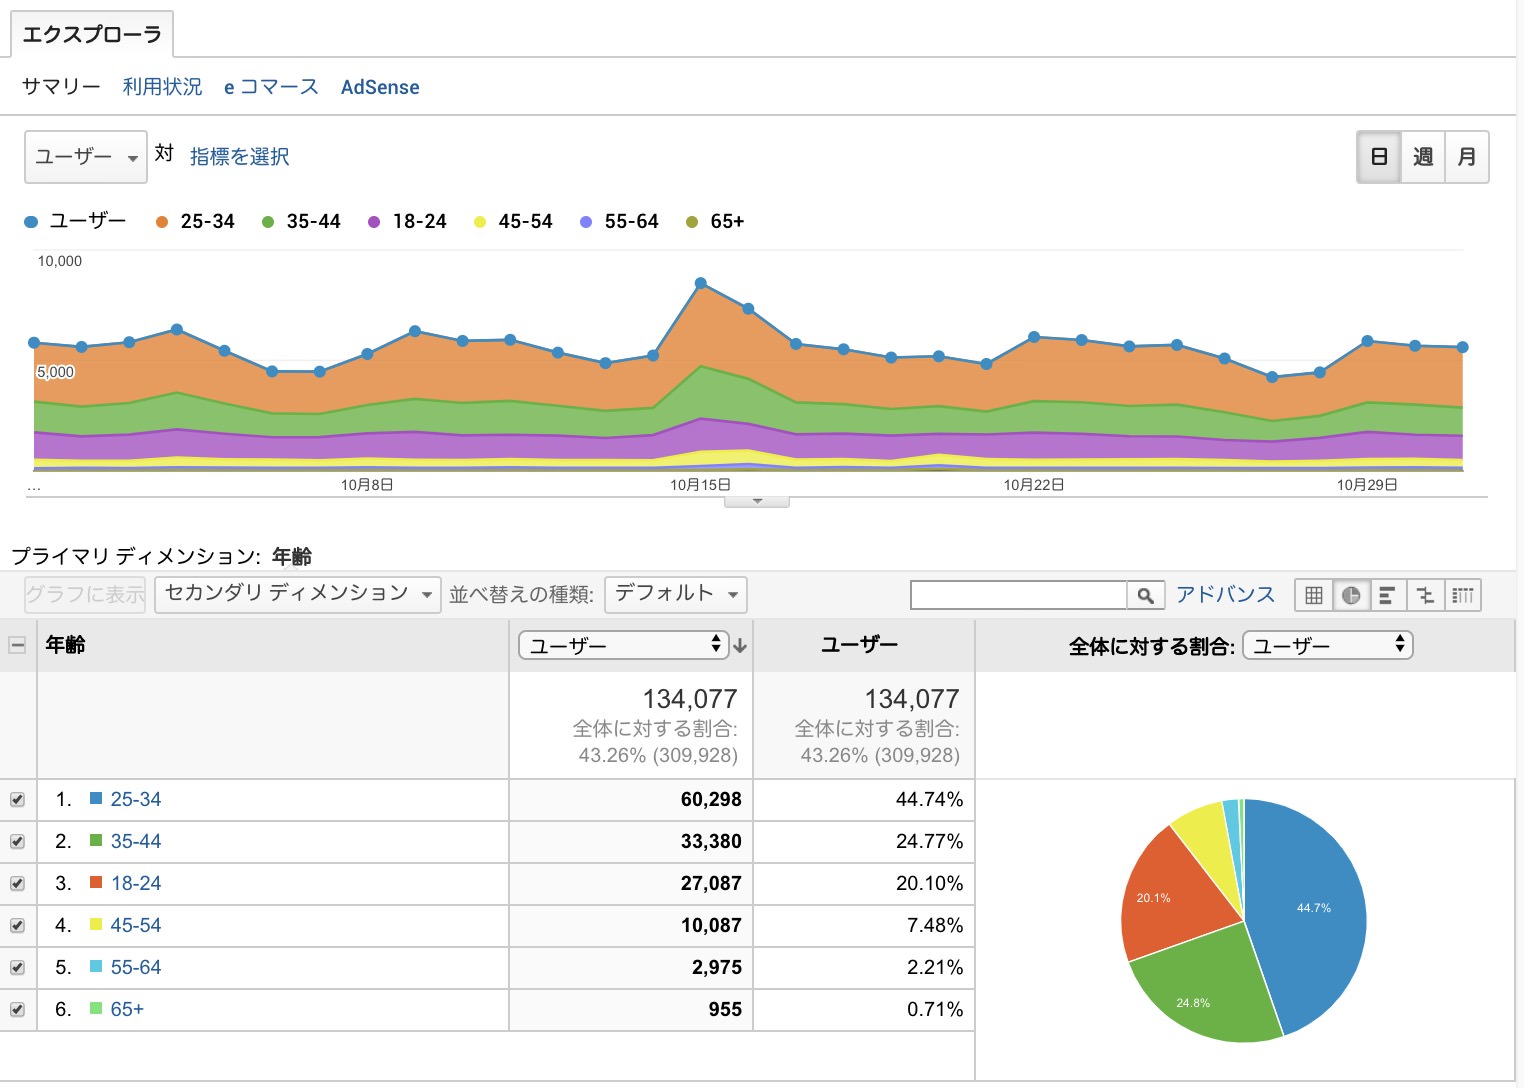 エクスプローラ
サマリー 利用状況 e コマース AdSense
ユーザー 対 指標を選択 日 週 月
ユーザー 25-34 35-44 18-24 45-54 55-64 65+
10,000
5,000
... 10月8日 10月15日 10月22日 10月29日
プライマリ ディメンション: 年齢
グラフに表示 セカンダリ ディメンション 並べ替えの種類: デフォルト アドバンス
年齢 ユーザー ユーザー 全体に対する割合: ユーザー
134,077 134,077
全体に対する割合: 全体に対する割合:
43.26% (309,928) 43.26% (309,928)
1. 25-34 60,298 44.74%
2. 35-44 33,380 24.77%
3. 18-24 27,087 20.10%
4. 45-54 10,087 7.48%
5. 55-64 2,975 2.21%
6. 65+ 955 0.71%
20.1%
44.7%
24.8%